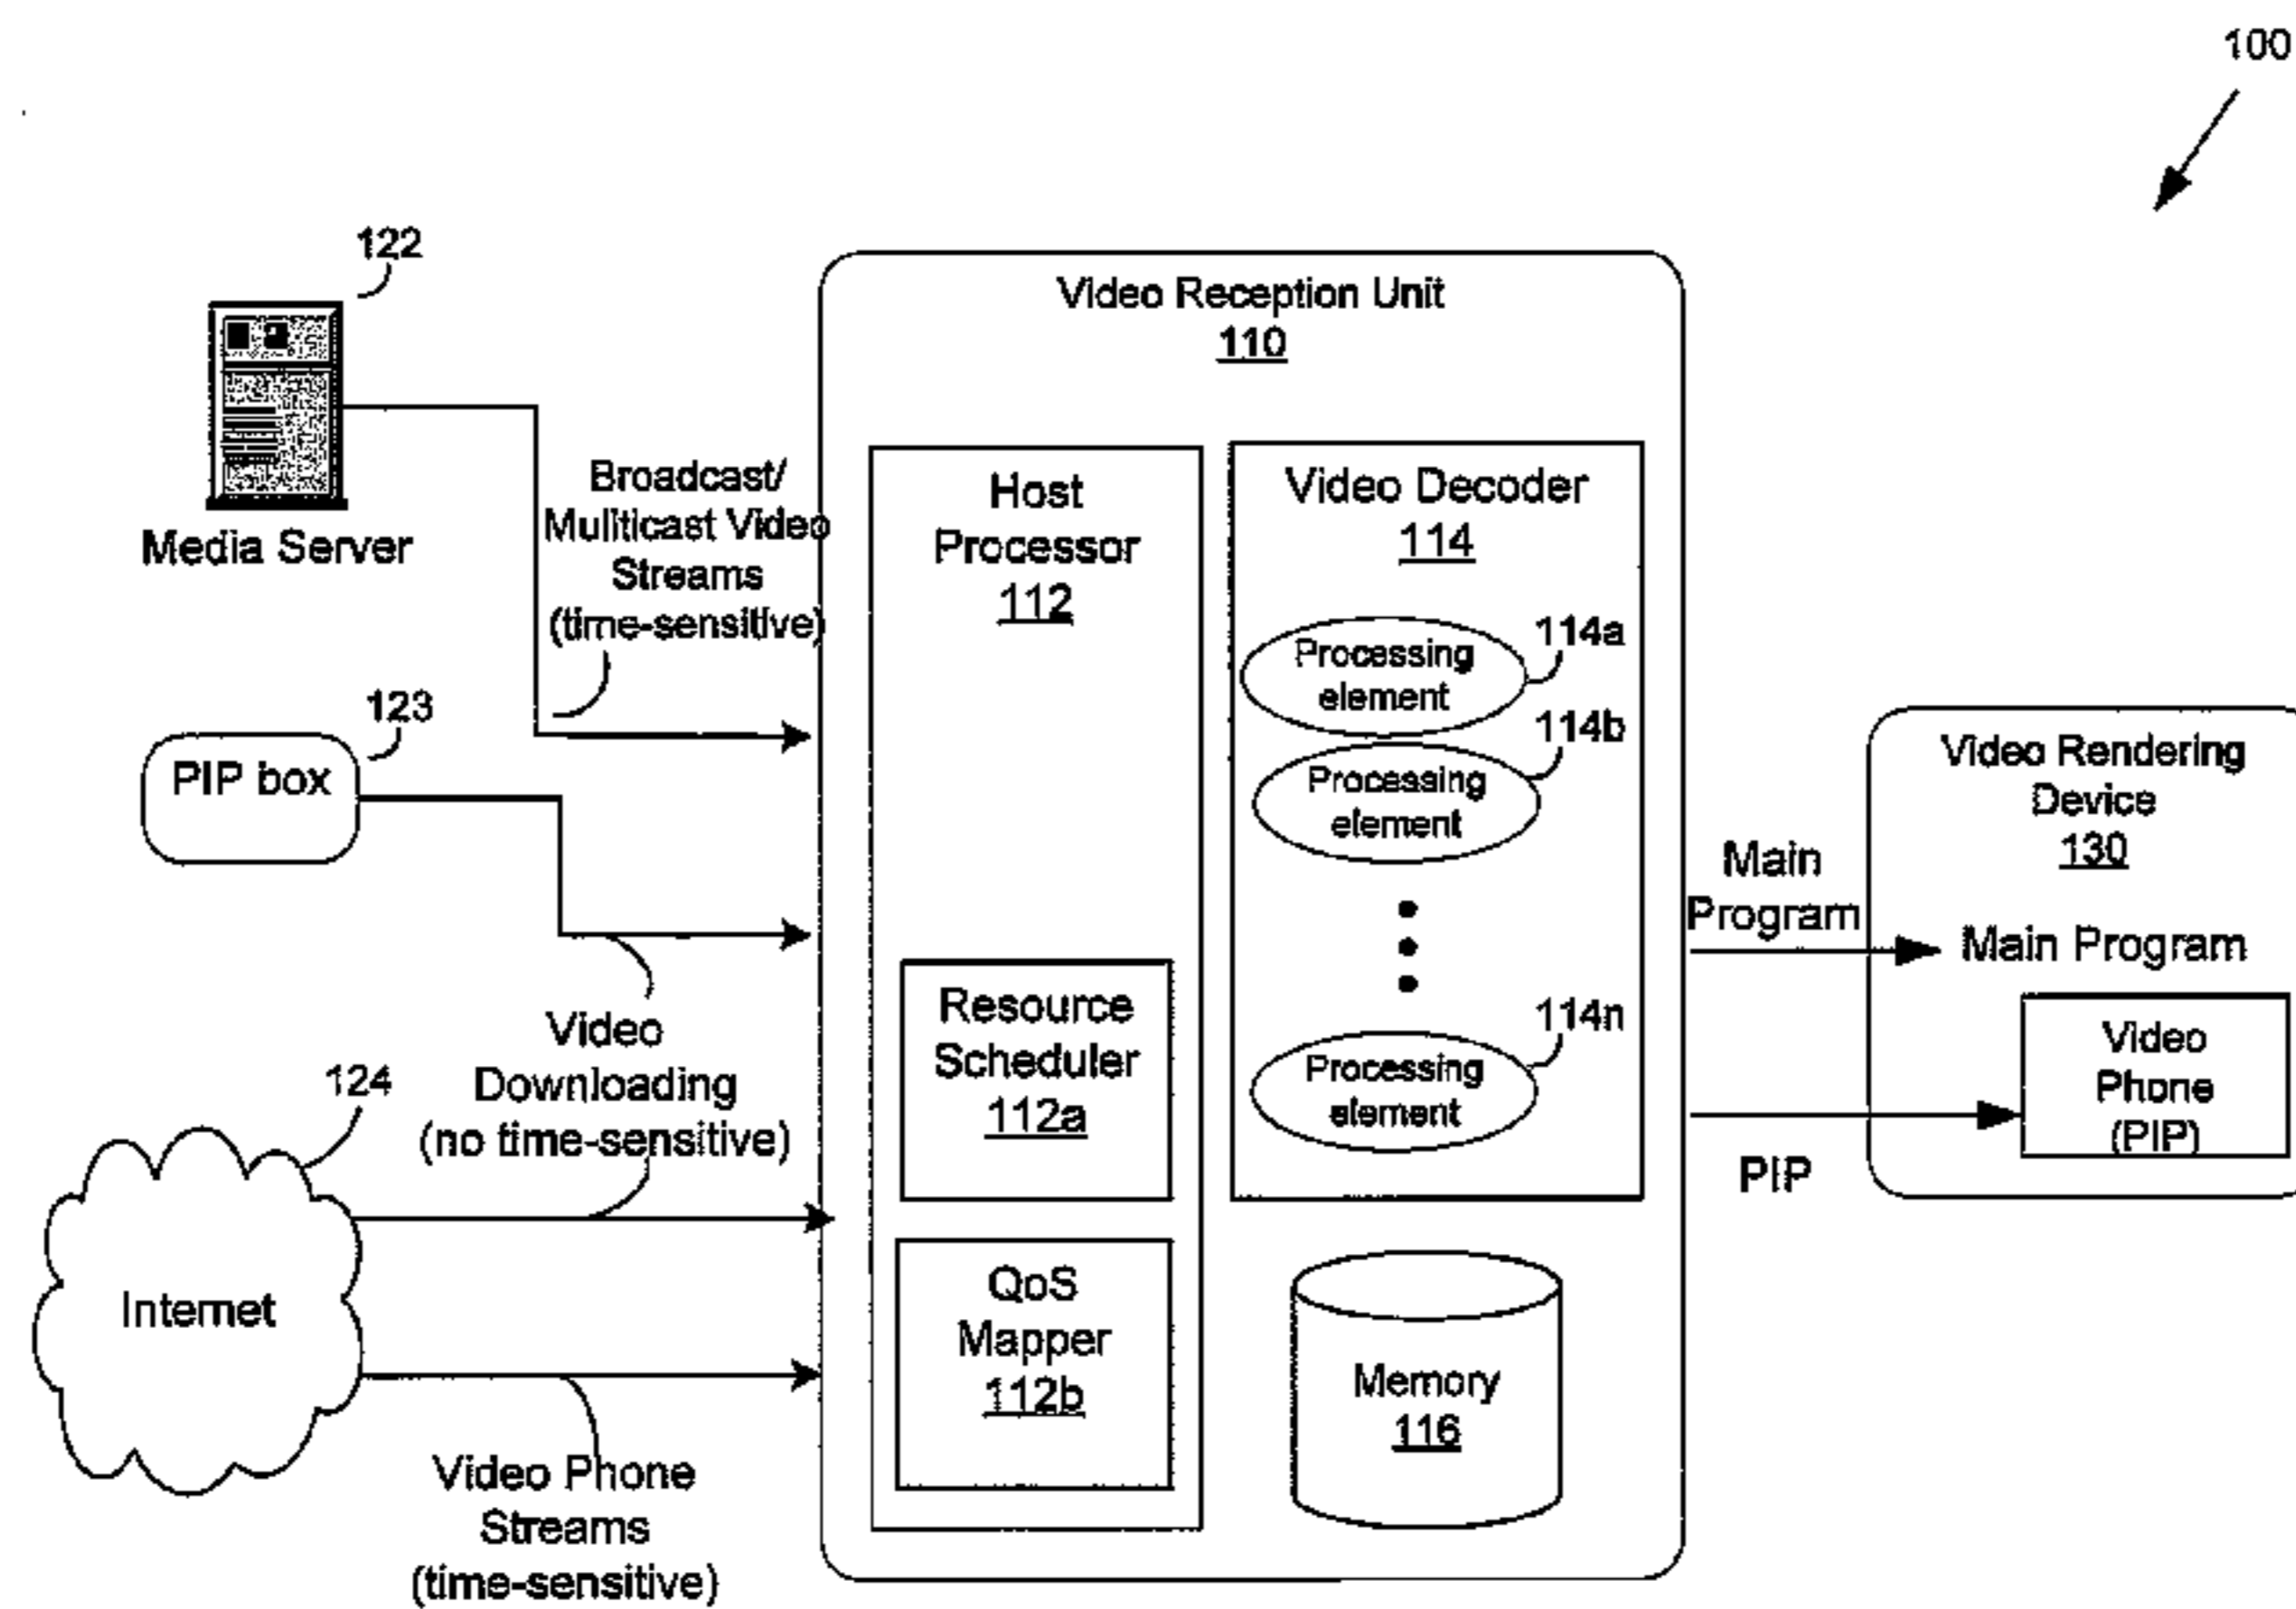 100
122
Media Server
Broadcast/
Muliticast Video
Streams
(time-sensitive)
123
PIP box
Video
Downloading
(no time-sensitive)
124
Internet
Video Phone
Streams
(time-sensitive)
Video Reception Unit
110
Host
Processor
112
Resource
Scheduler
112a
QoS
Mapper
112b
Video Decoder
114
Processing
element
114a
Processing
element
114b
Processing
element
114n
Memory
116
Main
Program
PIP
Video Rendering
Device
130
Main Program
Video
Phone
(PIP)